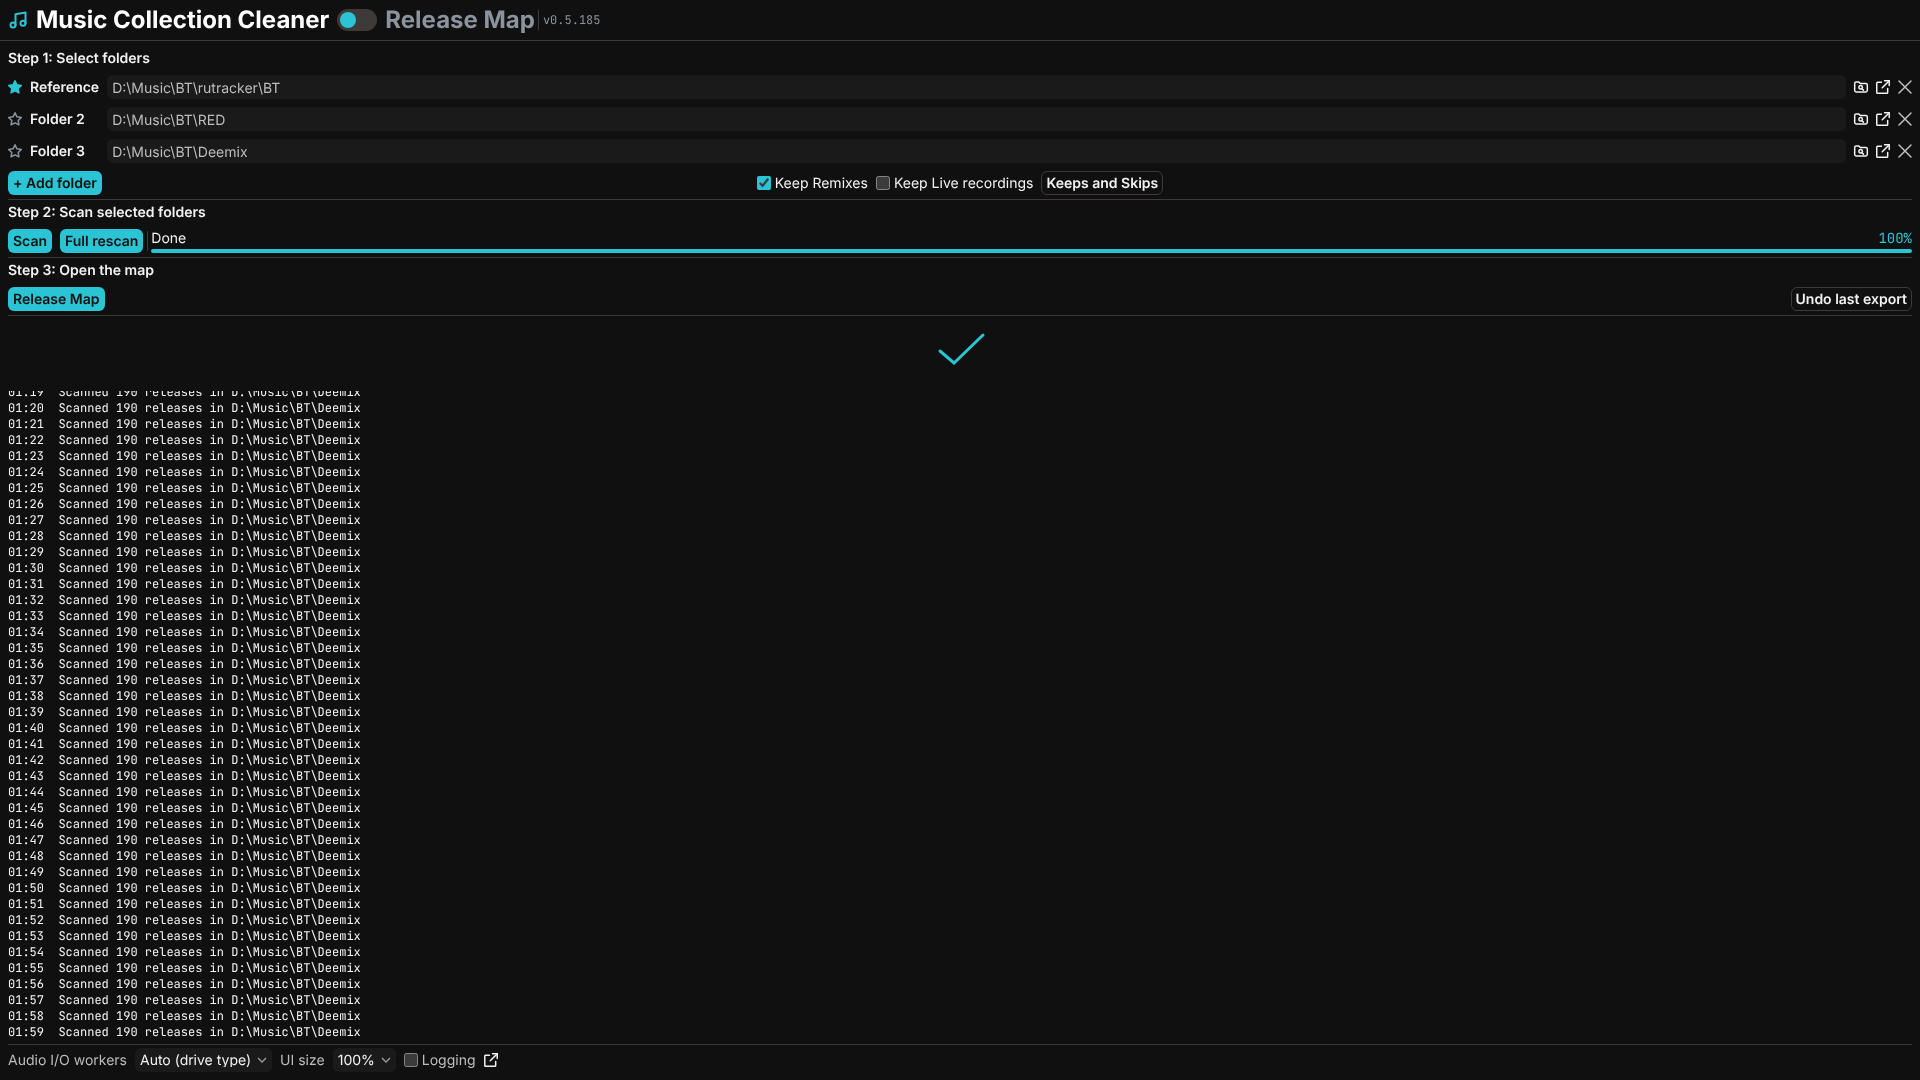 Music Collection Cleaner Release Map v0.5.185
Step 1: Select folders
Reference D:\Music\BT\rutracker\BT
Folder 2 D:\Music\BT\RED
Folder 3 D:\Music\BT\Deemix
+ Add folder Keep Remixes Keep Live recordings Keeps and Skips
Step 2: Scan selected folders
Scan Full rescan Done 100%
Step 3: Open the map
Release Map Undo last export
01:19 Scanned 190 releases in D:\Music\BT\Deemix
01:20 Scanned 190 releases in D:\Music\BT\Deemix
01:21 Scanned 190 releases in D:\Music\BT\Deemix
01:22 Scanned 190 releases in D:\Music\BT\Deemix
01:23 Scanned 190 releases in D:\Music\BT\Deemix
01:24 Scanned 190 releases in D:\Music\BT\Deemix
01:25 Scanned 190 releases in D:\Music\BT\Deemix
01:26 Scanned 190 releases in D:\Music\BT\Deemix
01:27 Scanned 190 releases in D:\Music\BT\Deemix
01:28 Scanned 190 releases in D:\Music\BT\Deemix
01:29 Scanned 190 releases in D:\Music\BT\Deemix
01:30 Scanned 190 releases in D:\Music\BT\Deemix
01:31 Scanned 190 releases in D:\Music\BT\Deemix
01:32 Scanned 190 releases in D:\Music\BT\Deemix
01:33 Scanned 190 releases in D:\Music\BT\Deemix
01:34 Scanned 190 releases in D:\Music\BT\Deemix
01:35 Scanned 190 releases in D:\Music\BT\Deemix
01:36 Scanned 190 releases in D:\Music\BT\Deemix
01:37 Scanned 190 releases in D:\Music\BT\Deemix
01:38 Scanned 190 releases in D:\Music\BT\Deemix
01:39 Scanned 190 releases in D:\Music\BT\Deemix
01:40 Scanned 190 releases in D:\Music\BT\Deemix
01:41 Scanned 190 releases in D:\Music\BT\Deemix
01:42 Scanned 190 releases in D:\Music\BT\Deemix
01:43 Scanned 190 releases in D:\Music\BT\Deemix
01:44 Scanned 190 releases in D:\Music\BT\Deemix
01:45 Scanned 190 releases in D:\Music\BT\Deemix
01:46 Scanned 190 releases in D:\Music\BT\Deemix
01:47 Scanned 190 releases in D:\Music\BT\Deemix
01:48 Scanned 190 releases in D:\Music\BT\Deemix
01:49 Scanned 190 releases in D:\Music\BT\Deemix
01:50 Scanned 190 releases in D:\Music\BT\Deemix
01:51 Scanned 190 releases in D:\Music\BT\Deemix
01:52 Scanned 190 releases in D:\Music\BT\Deemix
01:53 Scanned 190 releases in D:\Music\BT\Deemix
01:54 Scanned 190 releases in D:\Music\BT\Deemix
01:55 Scanned 190 releases in D:\Music\BT\Deemix
01:56 Scanned 190 releases in D:\Music\BT\Deemix
01:57 Scanned 190 releases in D:\Music\BT\Deemix
01:58 Scanned 190 releases in D:\Music\BT\Deemix
01:59 Scanned 190 releases in D:\Music\BT\Deemix
Audio I/O workers Auto (drive type) UI size 100% Logging